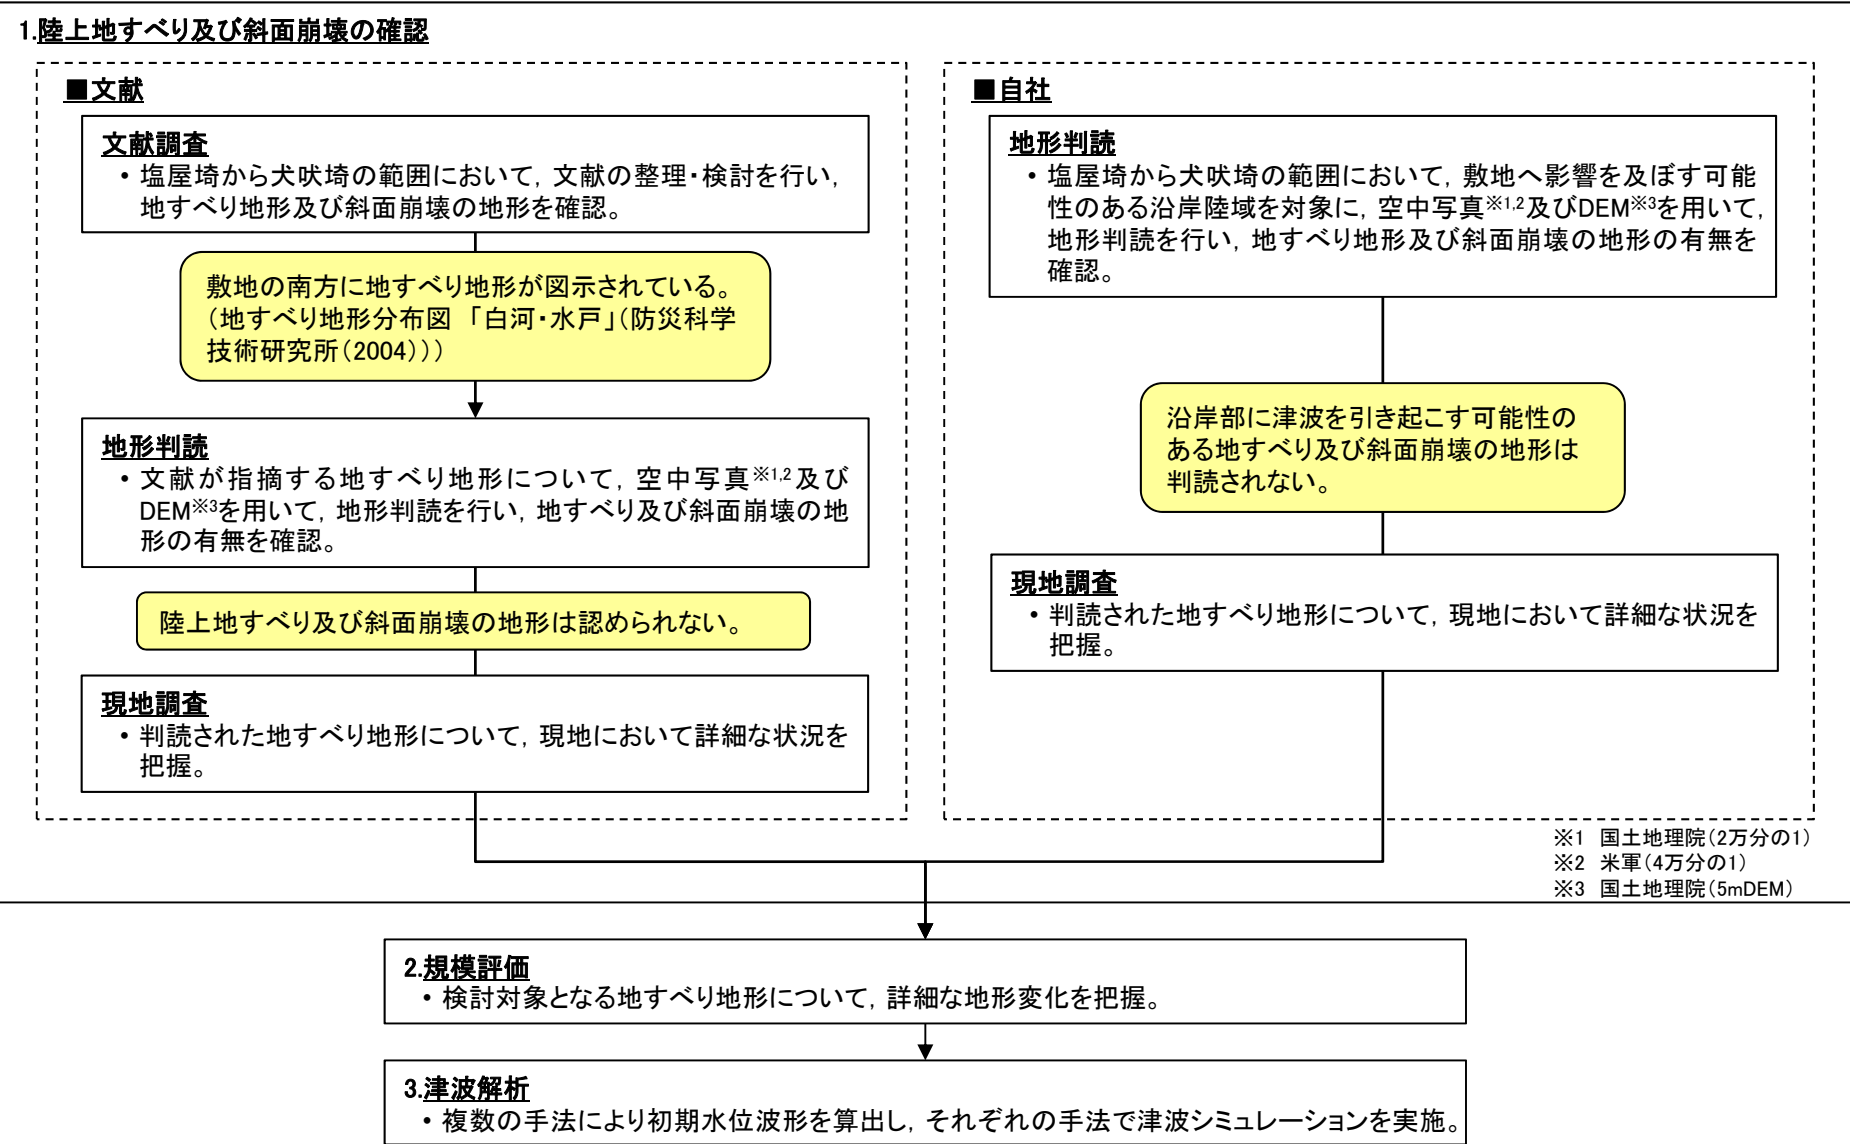 1.陸上地すべり及び斜面崩壊の確認
■文献
文献調査
• 塩屋埼から犬吠埼の範囲において，文献の整理・検討を行い，
地すべり地形及び斜面崩壊の地形を確認。
敷地の南方に地すべり地形が図示されている。
（地すべり地形分布図　「白河・水戸」（防災科学
技術研究所（2004）））
地形判読
• 文献が指摘する地すべり地形について，空中写真※1,2及び
DEM※3を用いて，地形判読を行い，地すべり及び斜面崩壊の地
形の有無を確認。
陸上地すべり及び斜面崩壊の地形は認められない。
現地調査
• 判読された地すべり地形について，現地において詳細な状況を
把握。
■自社
地形判読
• 塩屋埼から犬吠埼の範囲において，敷地へ影響を及ぼす可能
性のある沿岸陸域を対象に，空中写真※1,2及びDEM※3を用いて，
地形判読を行い，地すべり地形及び斜面崩壊の地形の有無を
確認。
沿岸部に津波を引き起こす可能性の
ある地すべり及び斜面崩壊の地形は
判読されない。
現地調査
• 判読された地すべり地形について，現地において詳細な状況を
把握。
※1　国土地理院（2万分の1）
※2　米軍（4万分の1）
※3　国土地理院（5mDEM）
2.規模評価
• 検討対象となる地すべり地形について，詳細な地形変化を把握。
3.津波解析
• 複数の手法により初期水位波形を算出し，それぞれの手法で津波シミュレーションを実施。